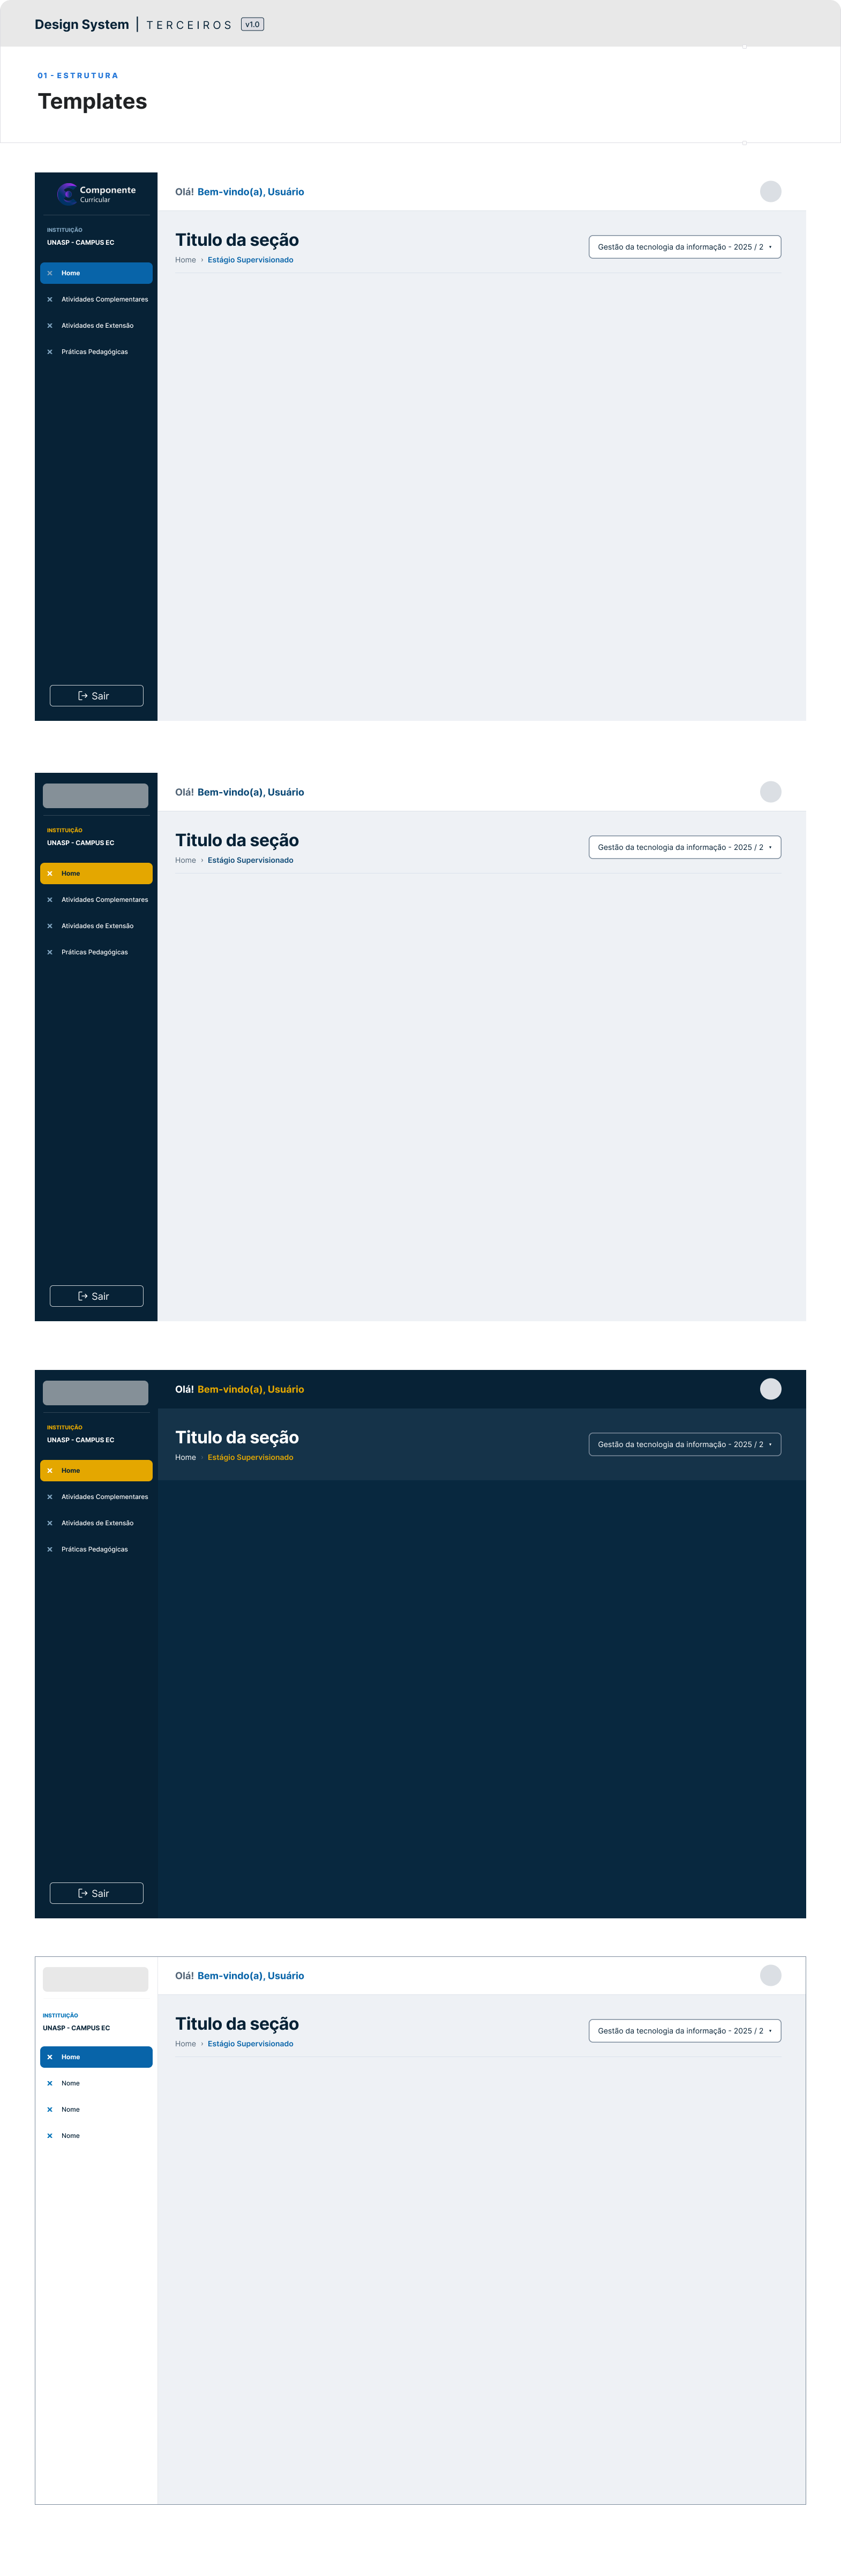 Design System | TERCEIROS v1.0
01 - ESTRUTURA
Templates
Componente
Curricular
INSTITUIÇÃO
UNASP - CAMPUS EC
Home
Atividades Complementares
Atividades de Extensão
Práticas Pedagógicas
Sair
Olá! Bem-vindo(a), Usuário
Titulo da seção
Home › Estágio Supervisionado
Gestão da tecnologia da informação - 2025 / 2
INSTITUIÇÃO
UNASP - CAMPUS EC
Home
Atividades Complementares
Atividades de Extensão
Práticas Pedagógicas
Sair
Olá! Bem-vindo(a), Usuário
Titulo da seção
Home › Estágio Supervisionado
Gestão da tecnologia da informação - 2025 / 2
INSTITUIÇÃO
UNASP - CAMPUS EC
Home
Atividades Complementares
Atividades de Extensão
Práticas Pedagógicas
Sair
Olá! Bem-vindo(a), Usuário
Titulo da seção
Home Estágio Supervisionado
Gestão da tecnologia da informação - 2025 / 2
INSTITUIÇÃO
UNASP - CAMPUS EC
Home
Nome
Nome
Nome
Olá! Bem-vindo(a), Usuário
Titulo da seção
Home › Estágio Supervisionado
Gestão da tecnologia da informação - 2025 / 2